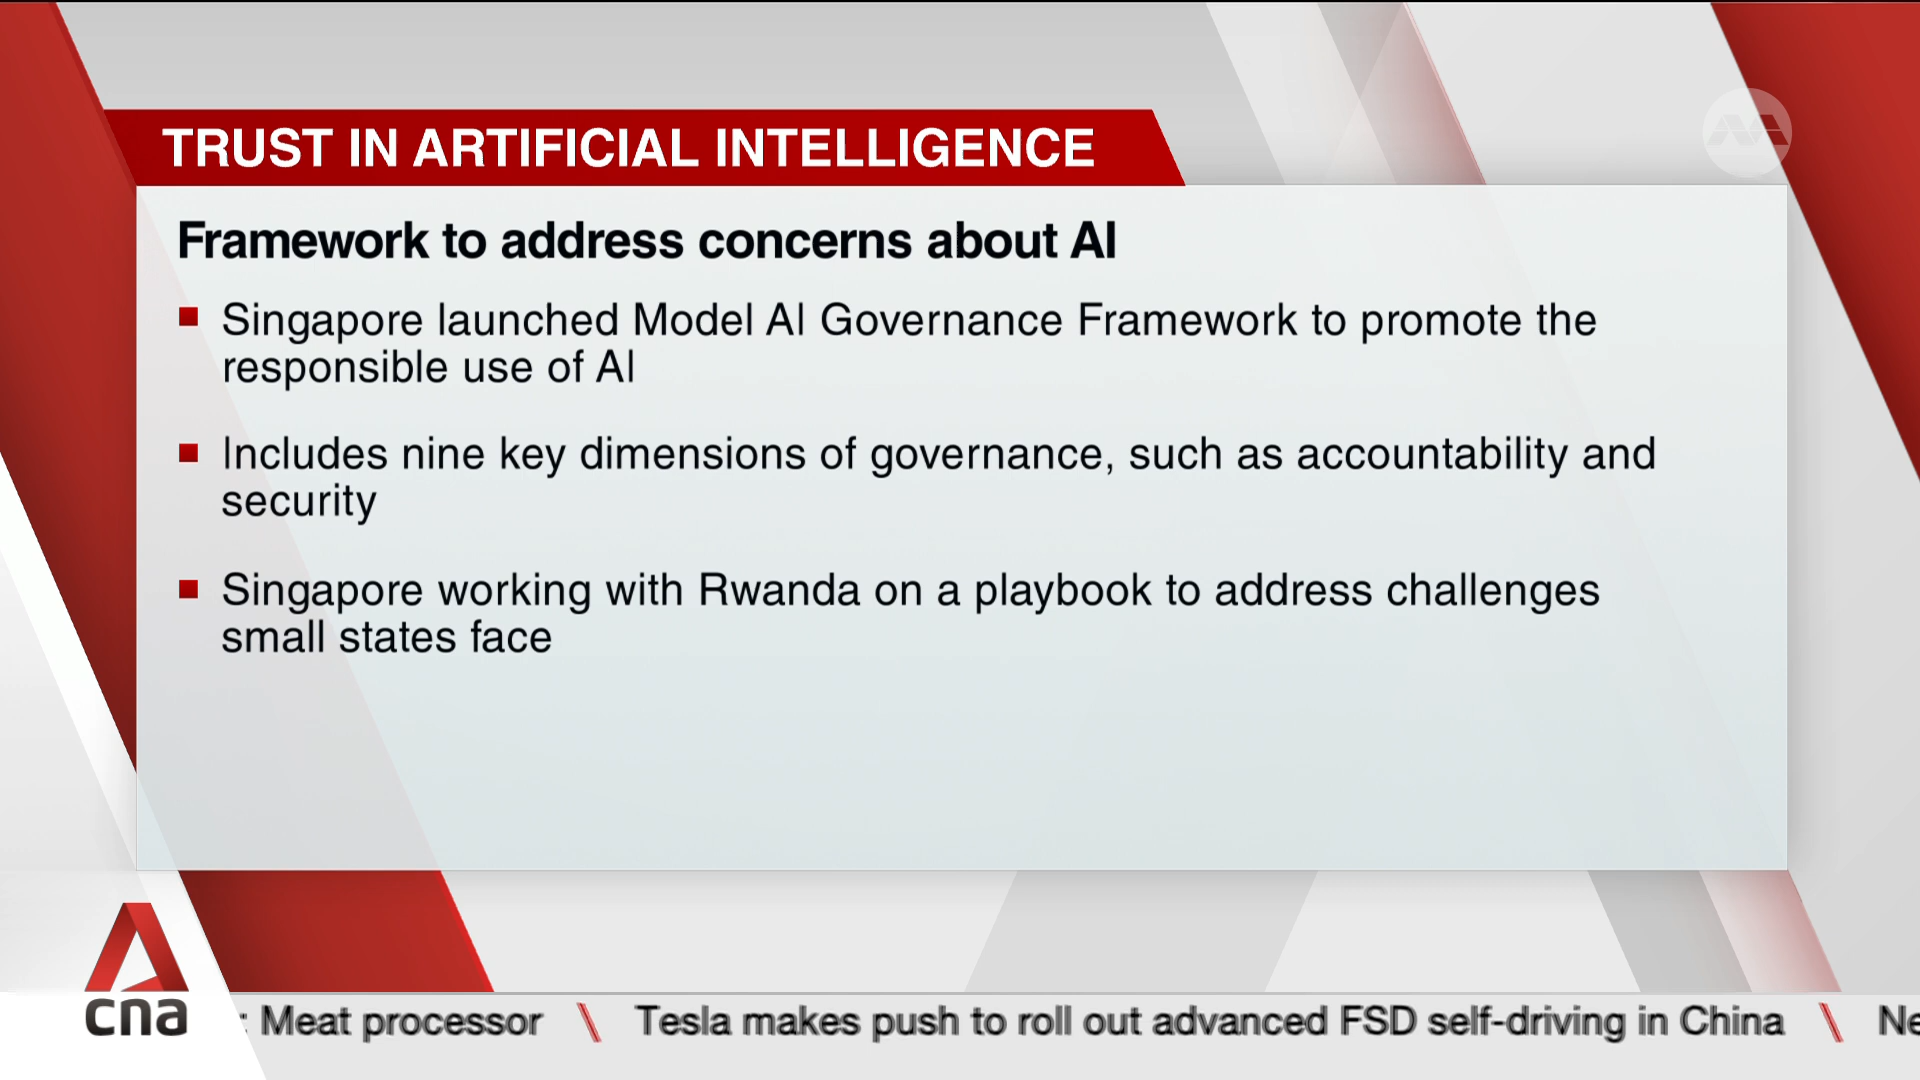 TRUST IN ARTIFICIAL INTELLIGENCE
Framework to address concerns about AI
Singapore launched Model AI Governance Framework to promote the
responsible use of AI
Includes nine key dimensions of governance, such as accountability and
security
Singapore working with Rwanda on a playbook to address challenges
small states face
cna
: Meat processor \ Tesla makes push to roll out advanced FSD self-driving in China \ Ne